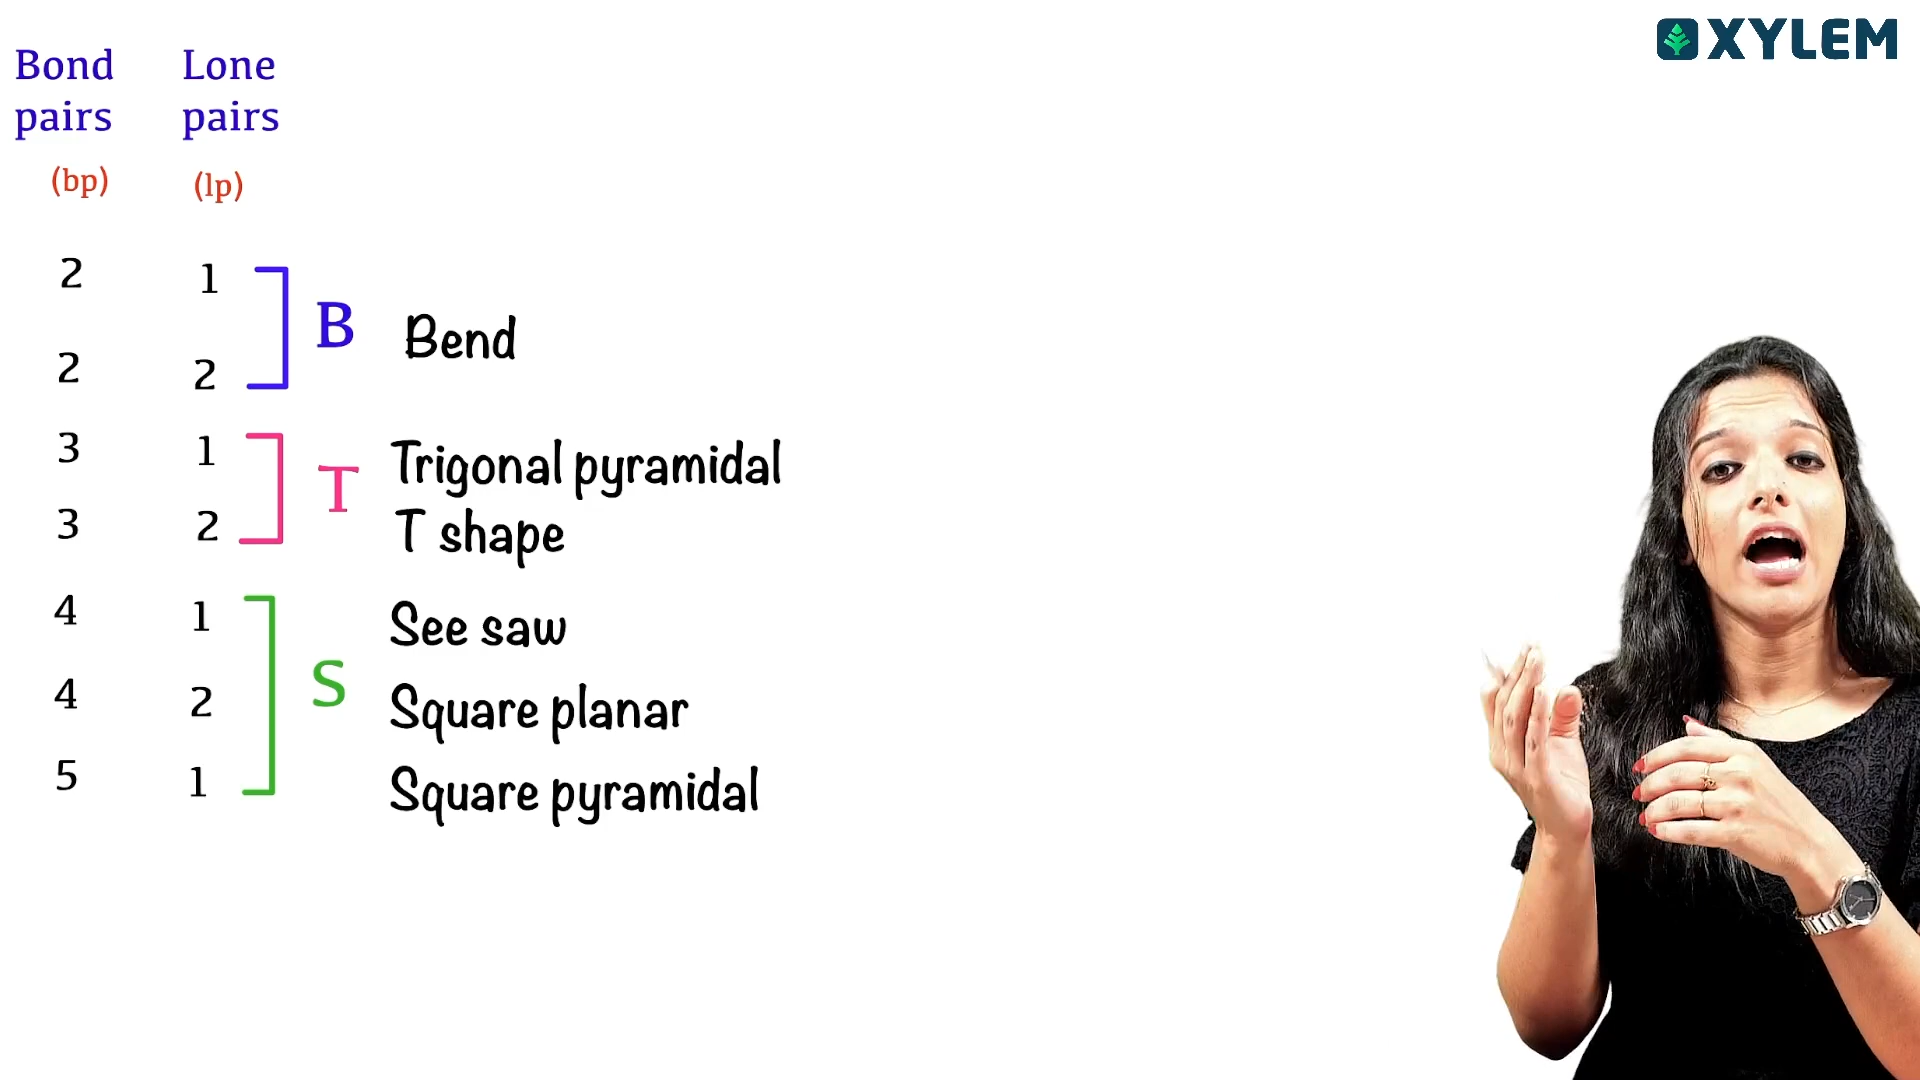 XYLEM
Bond pairs Lone pairs
(bp) (lp)
2 1
B Bend
2 2
3 1 Trigonal pyramidal
T
3 2 T shape
4 1 See saw
S
4 2 Square planar
5 1 Square pyramidal